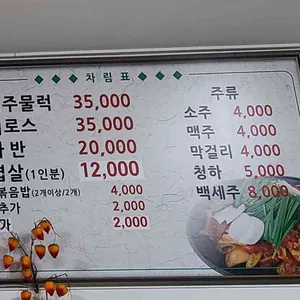 차림표
주물럭 35,000
로스 35,000
반 20,000
살(1인분) 12,000
볶음밥(2개이상/2개) 4,000
추가 2,000
가 2,000
주류
소주 4,000
맥주 4,000
막걸리 4,000
청하 5,000
백세주 8,000